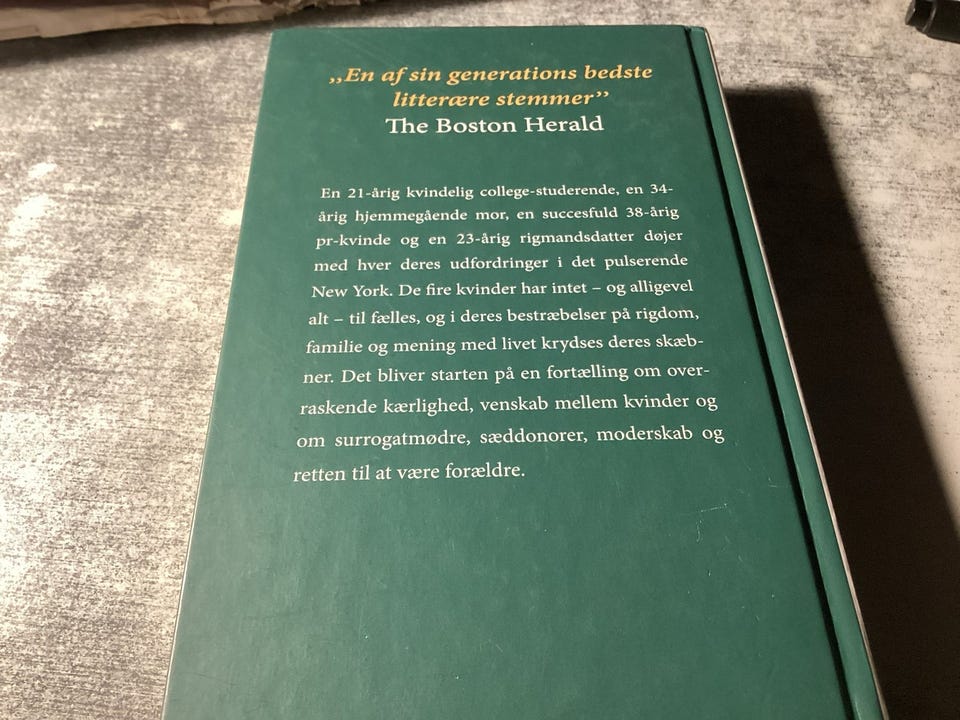 „En af sin generations bedste
litterære stemmer”
The Boston Herald
En 21-årig kvindelig college-studerende, en 34-
årig hjemmegående mor, en succesfuld 38-årig
pr-kvinde og en 23-årig rigmandsdatter døjer
med hver deres udfordringer i det pulserende
New York. De fire kvinder har intet – og alligevel
alt – til fælles, og i deres bestræbelser på rigdom,
familie og mening med livet krydses deres skæb-
ner. Det bliver starten på en fortælling om over-
raskende kærlighed, venskab mellem kvinder og
om surrogatmødre, sæddonorer, moderskab og
retten til at være forældre.